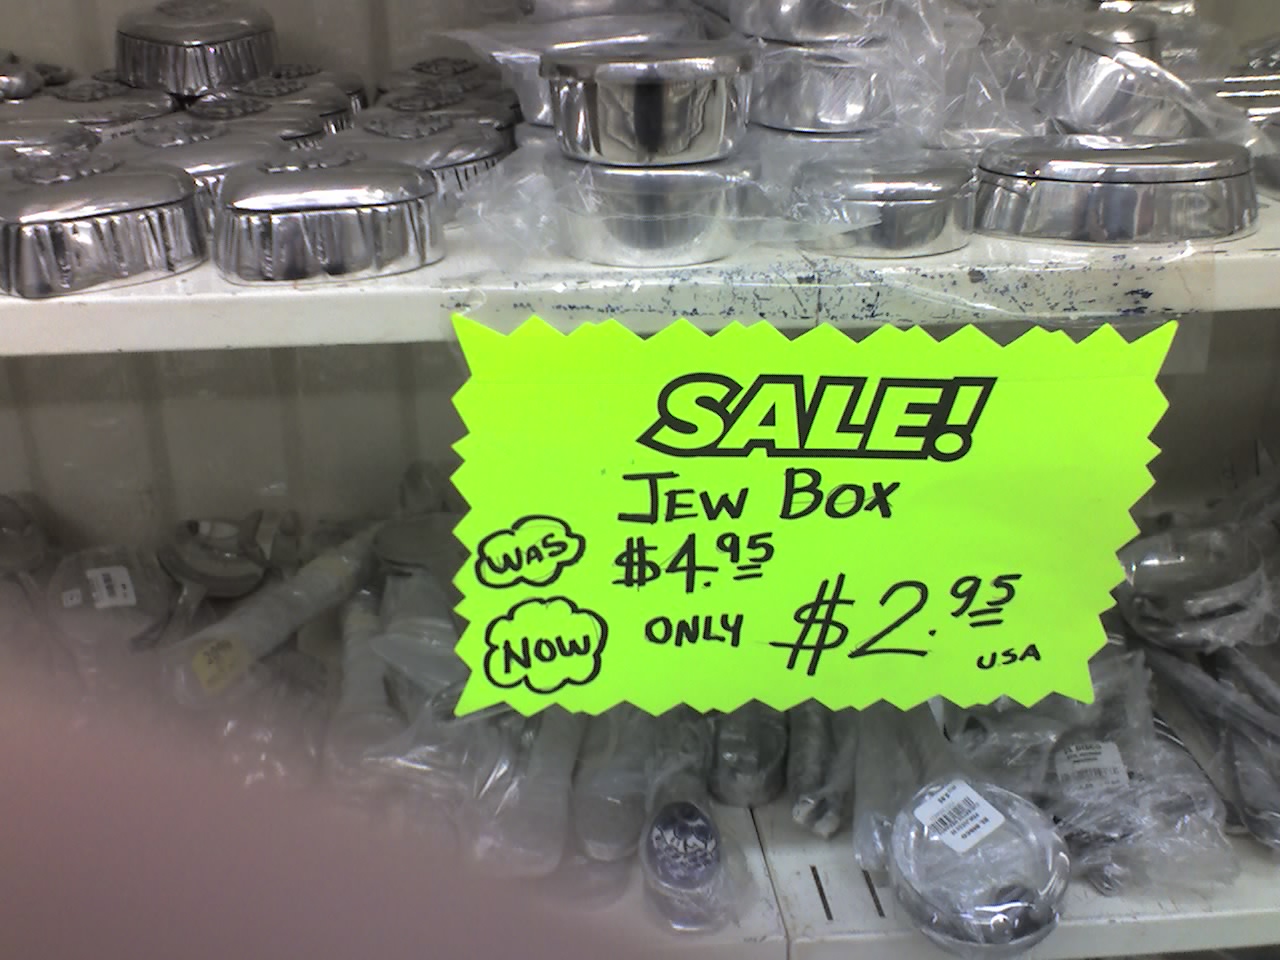 SALE!
JEW BOX
WAS $4.95
NOW ONLY $2.95
USA